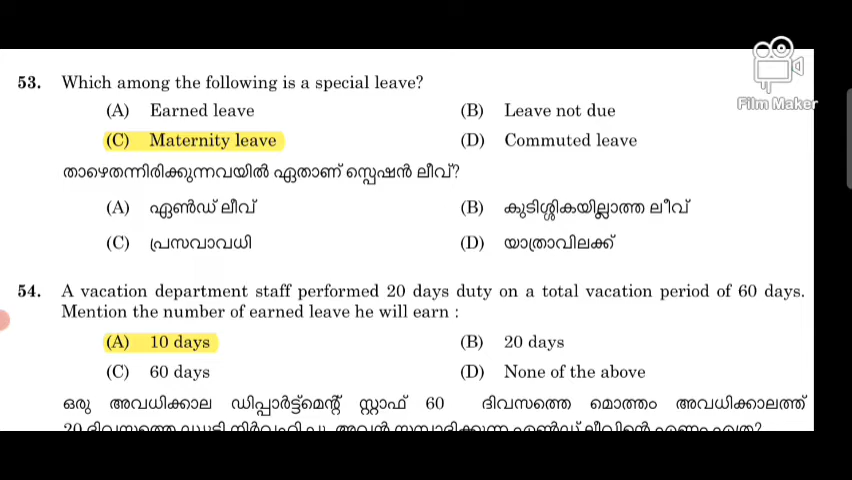 Film Maker
53. Which among the following is a special leave?
(A) Earned leave (B) Leave not due
(C) Maternity leave (D) Commuted leave
താഴെതന്നിരിക്കുന്നവയിൽ ഏതാണ് സ്പെഷൻ ലീവ്?
(A) ഏൺഡ് ലീവ് (B) കുടിശ്ശികയില്ലാത്ത ലീവ്
(C) പ്രസവാവധി (D) യാത്രാവിലക്ക്
54. A vacation department staff performed 20 days duty on a total vacation period of 60 days.
Mention the number of earned leave he will earn :
(A) 10 days (B) 20 days
(C) 60 days (D) None of the above
ഒരു അവധിക്കാല ഡിപ്പാർട്ട്മെന്റ് സ്റ്റാഫ് 60 ദിവസത്തെ മൊത്തം അവധിക്കാലത്ത്
20 ദിവസത്തെ